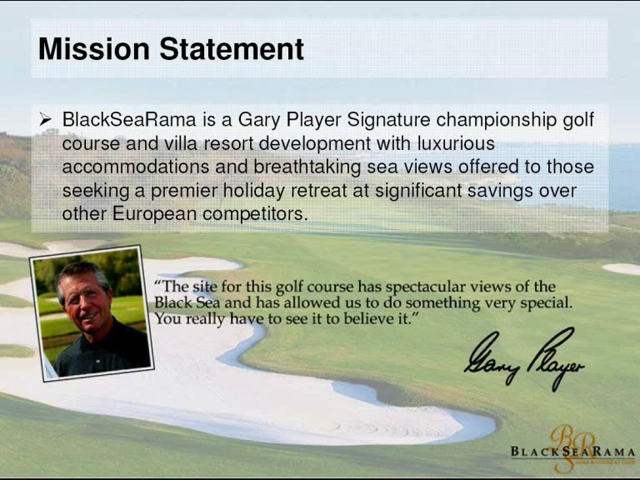 Mission Statement
BlackSeaRama is a Gary Player Signature championship golf
course and villa resort development with luxurious
accommodations and breathtaking sea views offered to those
seeking a premier holiday retreat at significant savings over
other European competitors.
“The site for this golf course has spectacular views of the
Black Sea and has allowed us to do something very special.
You really have to see it to believe it.”
Gary Player
BR
BLACKSEARAMA